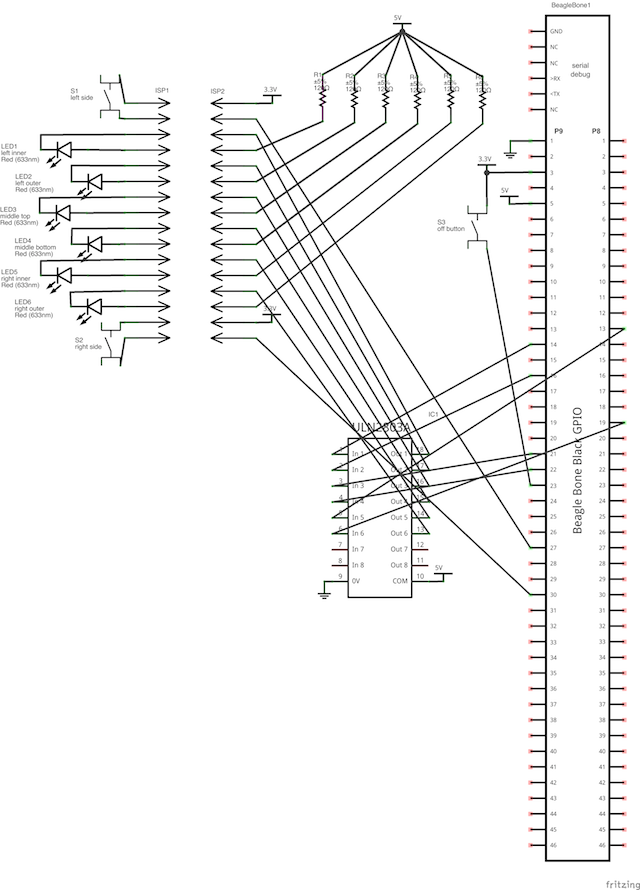 BeagleBone1
GND
NC
NC
>RX
<TX
NC
serial
debug
5V
R1
±5%
120Ω
R2
±5%
120Ω
R3
±5%
120Ω
±5%
120Ω
±5%
120Ω
±5%
120Ω
S1
left side
ISP1
ISP2
3.3V
LED1
left inner
Red (633nm)
LED2
left outer
Red (633nm)
LED3
middle top
Red (633nm)
LED4
middle bottom
Red (633nm)
LED5
right inner
Red (633nm)
LED6
right outer
Red (633nm)
S2
right side
3.3V
3.3V
5V
S3
off button
P9
P8
1
2
3
4
5
6
7
8
9
10
11
12
13
14
15
16
17
18
19
20
21
22
23
24
25
26
27
28
29
30
31
32
33
34
35
36
37
38
39
40
41
42
43
44
45
46
1
2
3
4
5
6
7
8
9
10
11
12
13
14
15
16
17
18
19
20
21
22
23
24
25
26
27
28
29
30
31
32
33
34
35
36
37
38
39
40
41
42
43
44
45
46
Beagle Bone Black GPIO
IC1
ULN2803A
1 In 1 Out 1 18
2 In 2 Out 2 17
3 In 3 Out 3 16
4 In 4 Out 4 15
5 In 5 Out 5 14
6 In 6 Out 6 13
7 In 7 Out 7 12
8 In 8 Out 8 11
9 0V COM 10
5V
fritzing